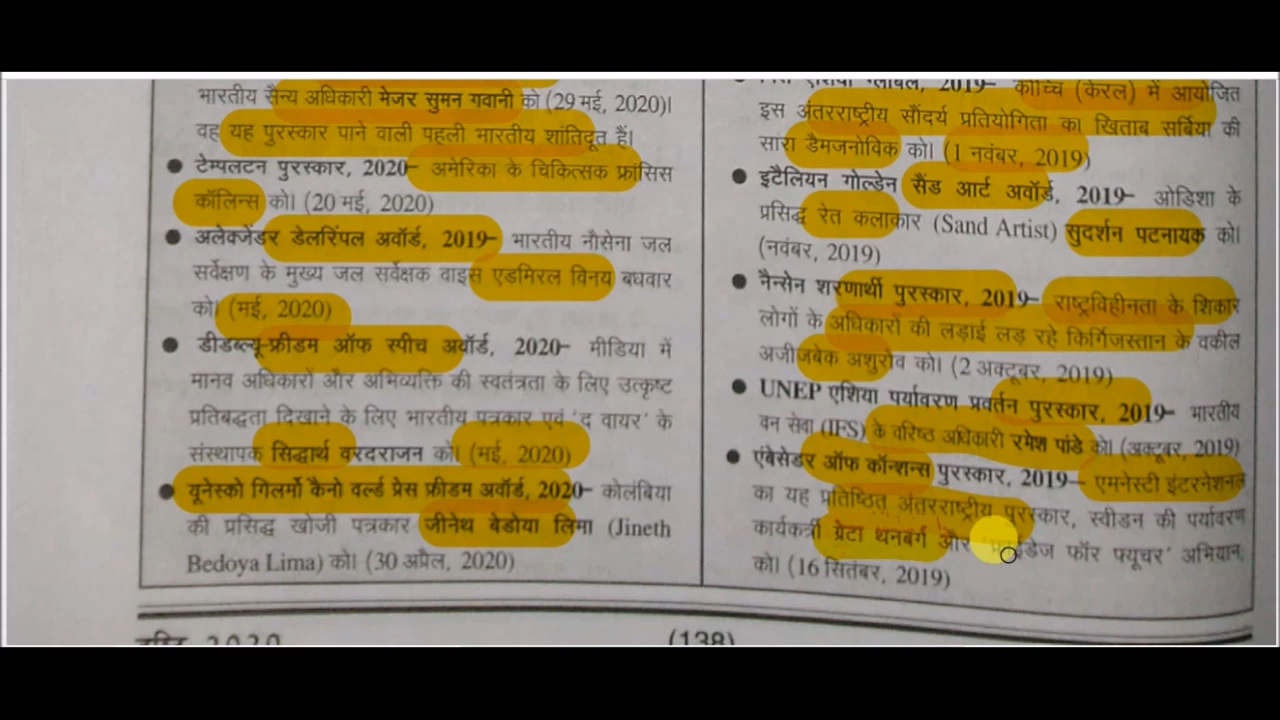 भारतीय सैन्य अधिकारी मेजर सुमन गवानी को (29 मई, 2020)।
वह यह पुरस्कार पाने वाली पहली भारतीय शांतिदूत हैं।
● टेम्पलटन पुरस्कार, 2020– अमेरिका के चिकित्सक फ्रांसिस
कॉलिन्स को। (20 मई, 2020)
● अलेक्जेंडर डेलरिंपल अवॉर्ड, 2019– भारतीय नौसेना जल
सर्वेक्षण के मुख्य जल सर्वेक्षक वाइस एडमिरल विनय बधवार
को। (मई, 2020)
● डीडब्ल्यू-फ्रीडम ऑफ स्पीच अवॉर्ड, 2020– मीडिया में
मानव अधिकारों और अभिव्यक्ति की स्वतंत्रता के लिए उत्कृष्ट
प्रतिबद्धता दिखाने के लिए भारतीय पत्रकार एवं 'द वायर' के
संस्थापक सिद्धार्थ वरदराजन को। (मई, 2020)
● यूनेस्को गिलर्मो कैनो वर्ल्ड प्रेस फ्रीडम अवॉर्ड, 2020– कोलंबिया
की प्रसिद्ध खोजी पत्रकार जीनेथ बेडोया लिमा (Jineth
Bedoya Lima) को। (30 अप्रैल, 2020)
ग्लोबल, 2019– कोच्चि (केरल) में आयोजित
इस अंतरराष्ट्रीय सौंदर्य प्रतियोगिता का खिताब सर्बिया की
सारा डैमजनोविक को। (1 नवंबर, 2019)
● इटैलियन गोल्डेन सैंड आर्ट अवॉर्ड, 2019– ओडिशा के
प्रसिद्ध रेत कलाकार (Sand Artist) सुदर्शन पटनायक को।
(नवंबर, 2019)
● नैन्सेन शरणार्थी पुरस्कार, 2019– राष्ट्रविहीनता के शिकार
लोगों के अधिकारों की लड़ाई लड़ रहे किर्गिजस्तान के वकील
अजीजबेक अशुरोव को। (2 अक्टूबर, 2019)
● UNEP एशिया पर्यावरण प्रवर्तन पुरस्कार, 2019– भारतीय
वन सेवा (IFS) के वरिष्ठ अधिकारी रमेश पांडे को। (अक्टूबर, 2019)
● एंबेसेडर ऑफ कॉन्शन्स पुरस्कार, 2019– एमनेस्टी इंटरनेशनल
का यह प्रतिष्ठित अंतरराष्ट्रीय पुरस्कार, स्वीडन की पर्यावरण
कार्यकर्त्री ग्रेटा थनबर्ग और फॉर फ्यूचर' अभियान
को। (16 सितंबर, 2019)
2020
(138)